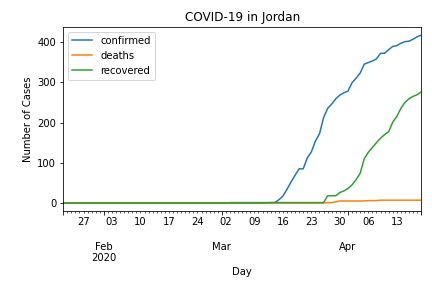 COVID-19 in Jordan
confirmed
deaths
recovered
Number of Cases
400
300
200
100
0
27 03 10 17 24 02 09 16 23 30 06 13
Feb Mar Apr
2020
Day